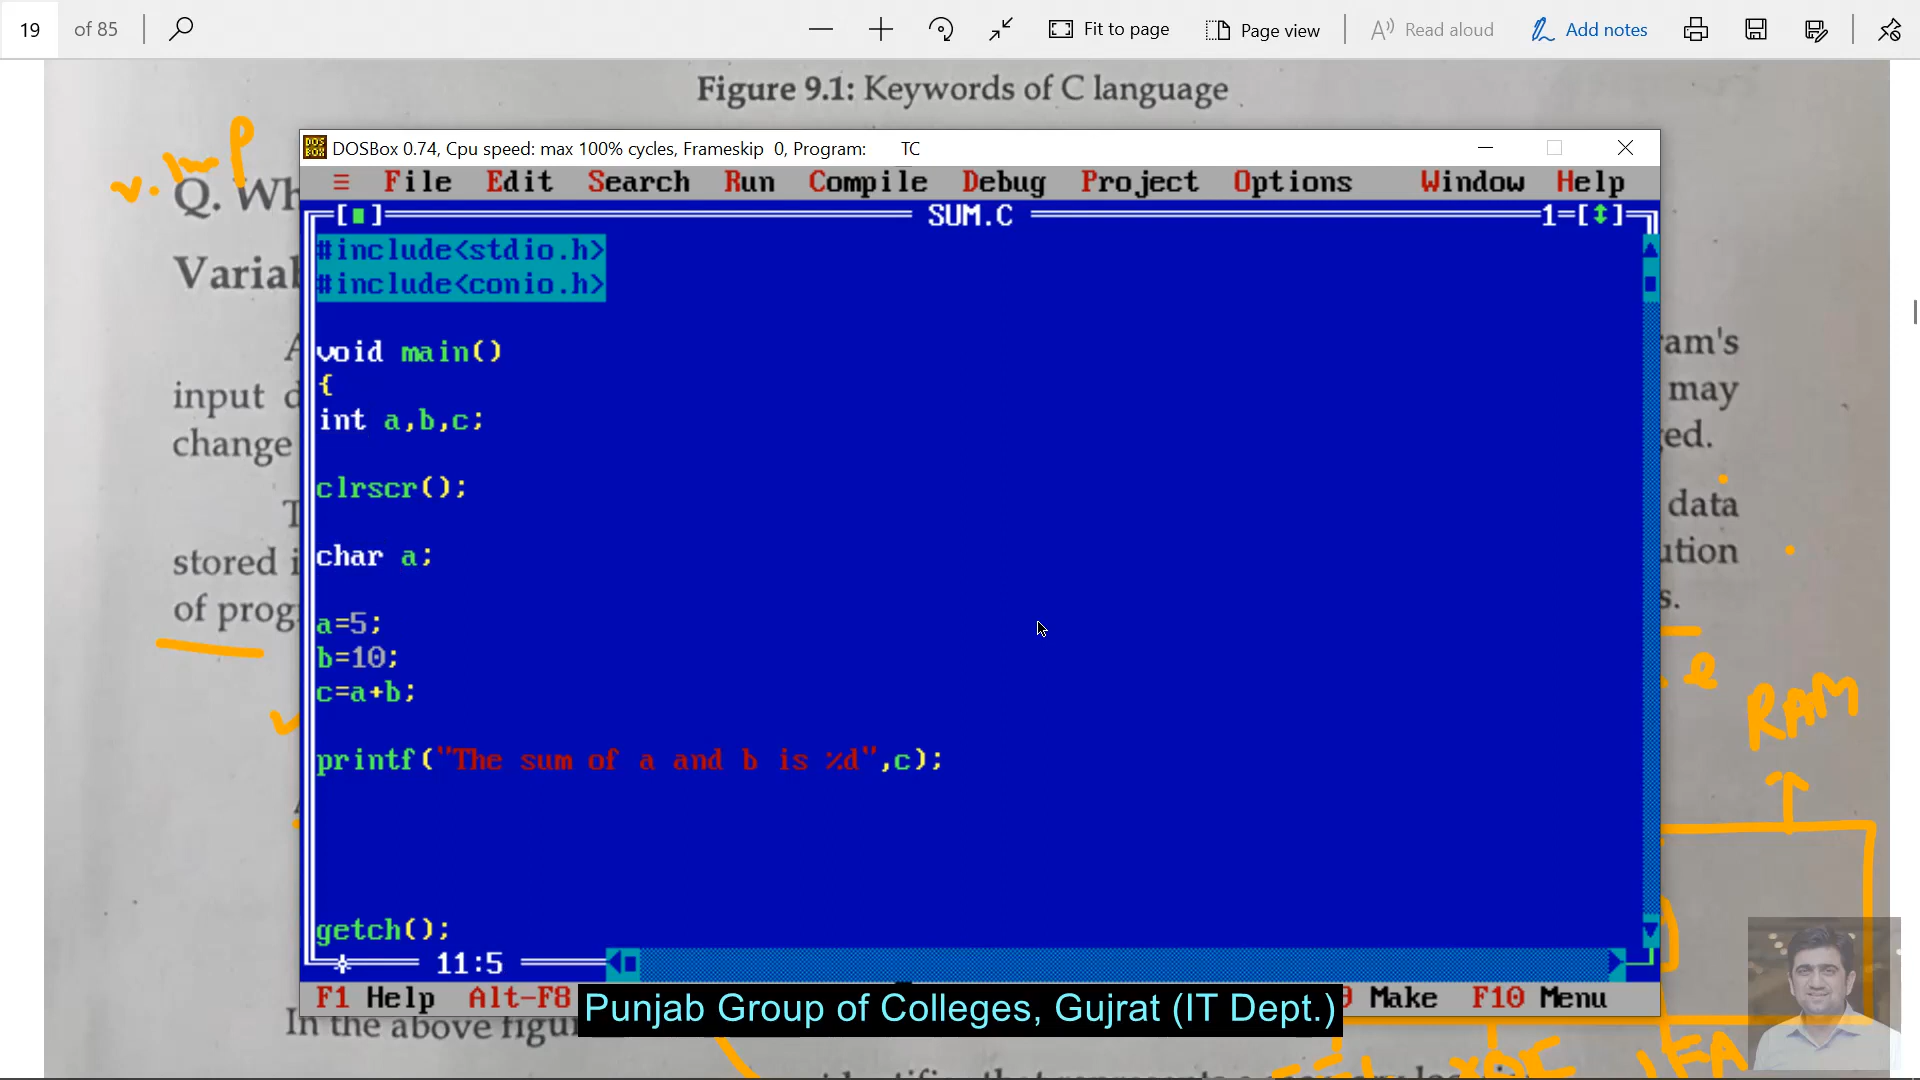 19 of 85 Fit to page Page view Read aloud Add notes
Figure 9.1: Keywords of C language
v. Imp
Q. Wh
DOSBox 0.74, Cpu speed: max 100% cycles, Frameskip 0, Program: TC
≡ File Edit Search Run Compile Debug Project Options Window Help
[■] SUM.C 1=[↕]
#include<stdio.h>
#include<conio.h>
void main()
{
int a,b,c;
clrscr();
char a;
a=5;
b=10;
c=a+b;
printf("The sum of a and b is %d",c);
getch();
11:5
F1 Help Alt-F8 Make F10 Menu
Variab
ram's
input d may
change ed.
data
stored i ution
of prog s.
RAM
Punjab Group of Colleges, Gujrat (IT Dept.)
In the above figu